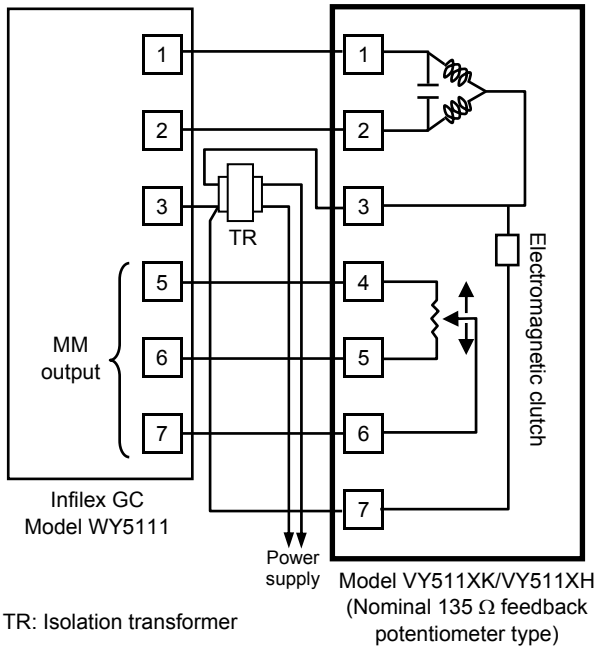 1
1
2
2
3
3
TR
5
4
MM
output
6
5
7
6
7
Electromagnetic clutch
Infilex GC
Model WY5111
Power
supply
Model VY511XK/VY511XH
(Nominal 135 Ω feedback
potentiometer type)
TR: Isolation transformer